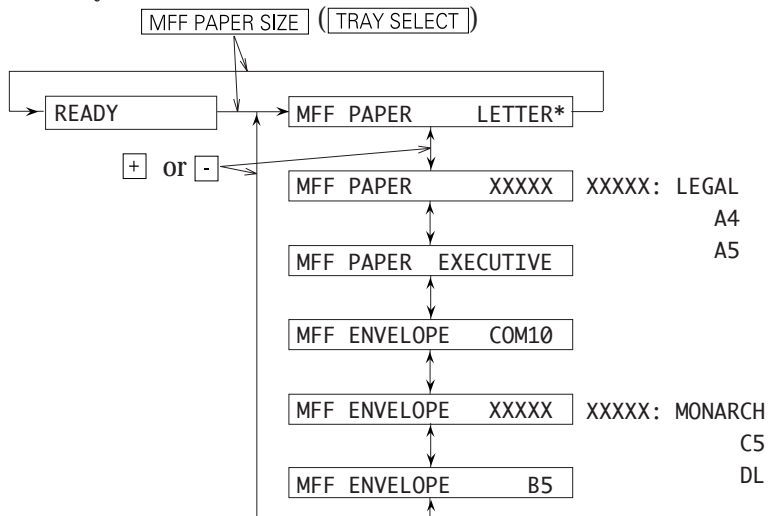 MFF PAPER SIZE (TRAY SELECT)
READY
MFF PAPER LETTER*
+ or -
MFF PAPER XXXXX XXXXX: LEGAL
A4
A5
MFF PAPER EXECUTIVE
MFF ENVELOPE COM10
MFF ENVELOPE XXXXX XXXXX: MONARCH
C5
DL
MFF ENVELOPE B5